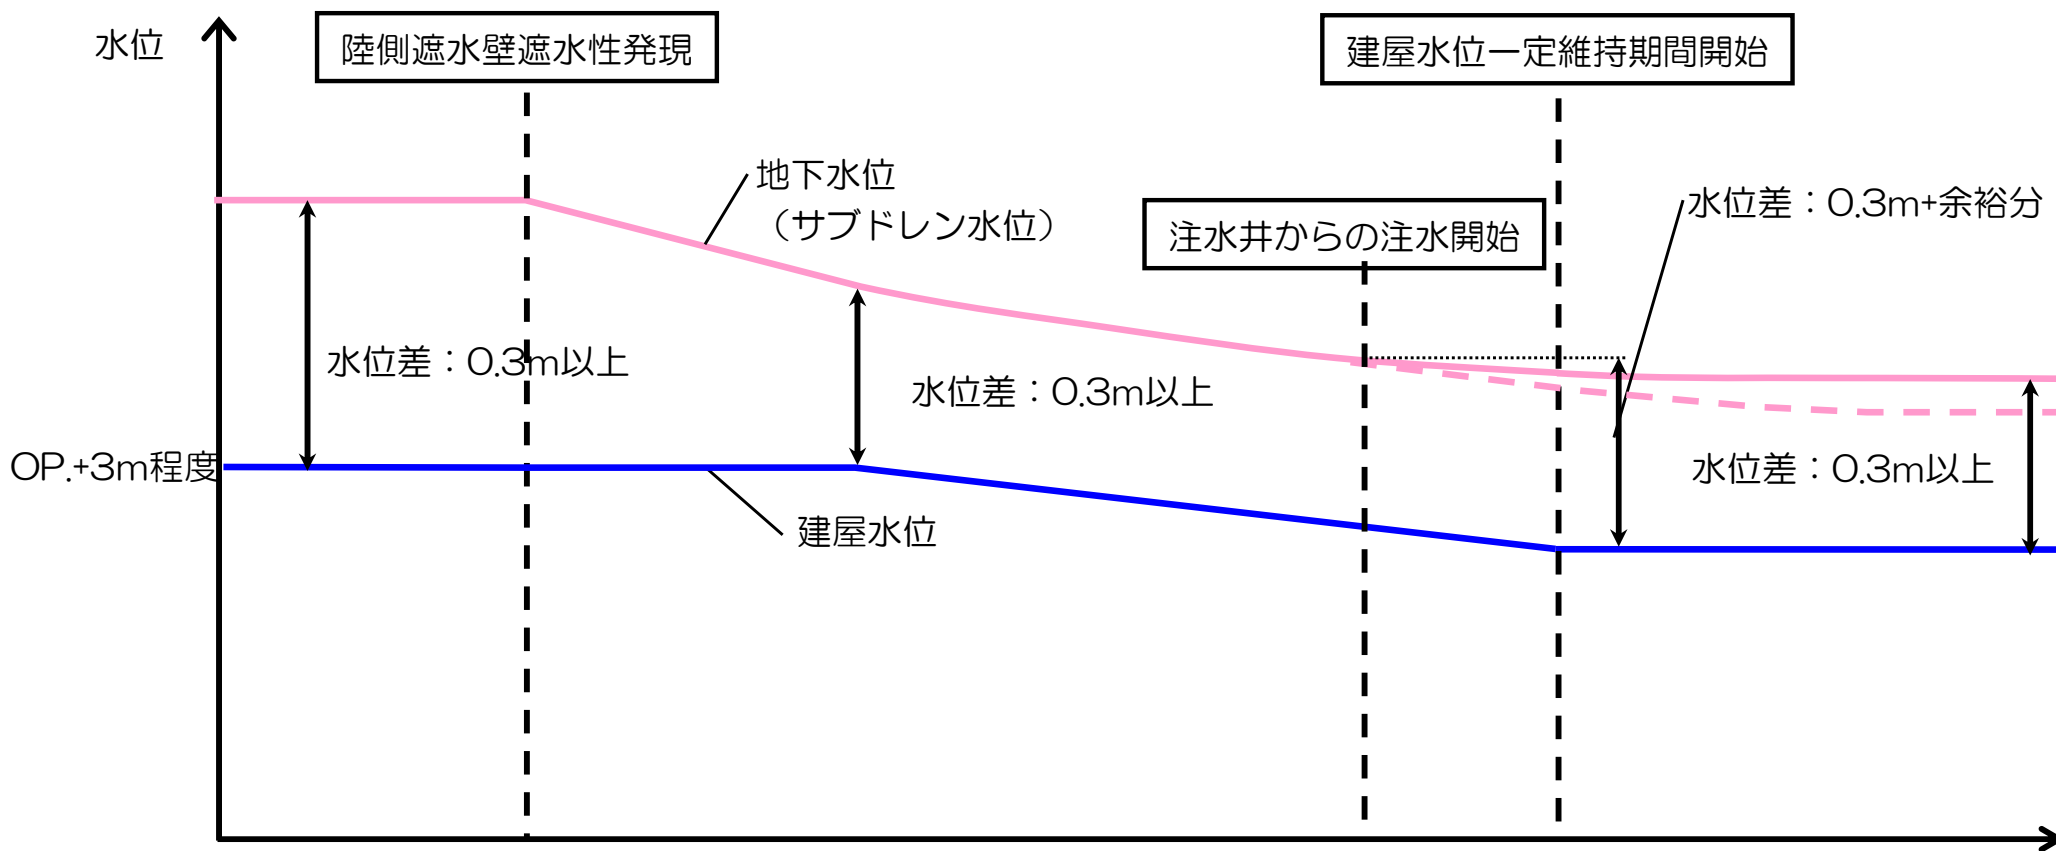 水位
陸側遮水壁遮水性発現
建屋水位一定維持期間開始
地下水位
（サブドレン水位）
水位差：0.3m+余裕分
注水井からの注水開始
水位差：0.3m以上
水位差：0.3m以上
OP.+3m程度
水位差：0.3m以上
建屋水位